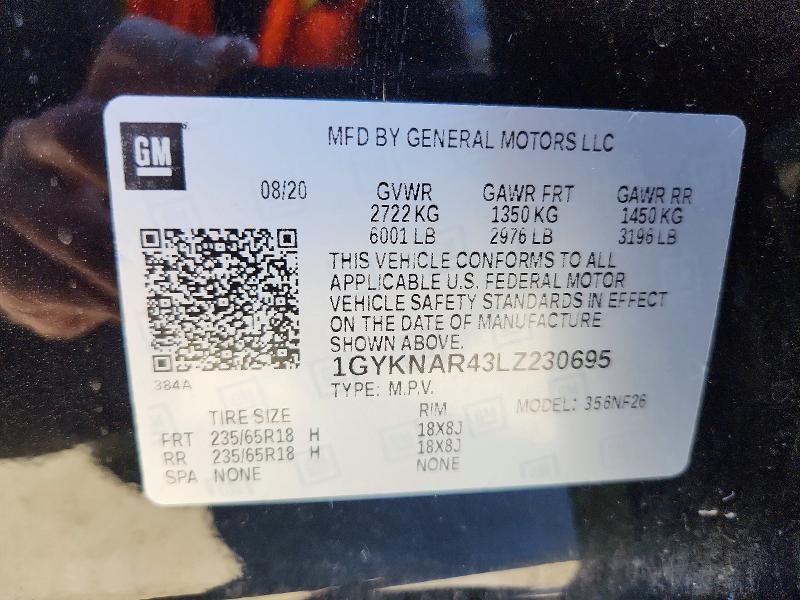 GM
MFD BY GENERAL MOTORS LLC
08/20 GVWR GAWR FRT GAWR RR
2722 KG 1350 KG 1450 KG
6001 LB 2976 LB 3196 LB
THIS VEHICLE CONFORMS TO ALL
APPLICABLE U.S. FEDERAL MOTOR
VEHICLE SAFETY STANDARDS IN EFFECT
ON THE DATE OF MANUFACTURE
SHOWN ABOVE.
1GYKNAR43LZ230695
384A
TYPE: M.P.V.
TIRE SIZE RIM MODEL: 356NF26
FRT 235/65R18 H 18X8J
RR 235/65R18 H 18X8J
SPA NONE NONE